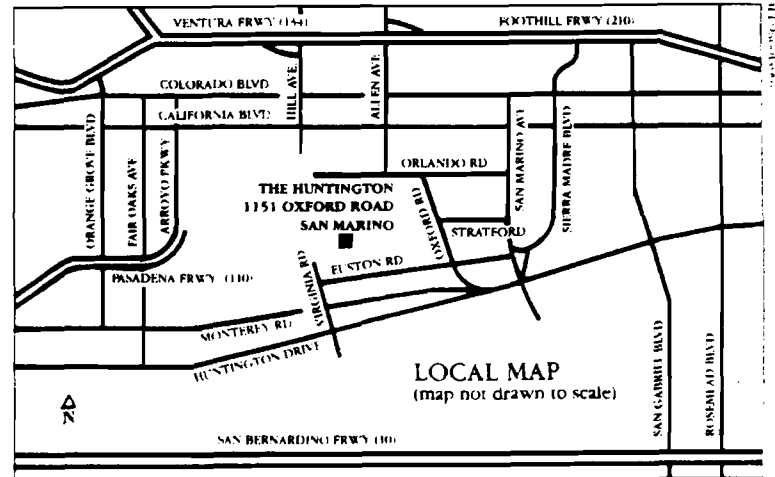 VENTURA FRWY (134)
FOOTHILL FRWY (210)
COLORADO BLVD
HILL AVE.
ALLEN AVE
CALIFORNIA BLVD
ORANGE GROVE BLVD
FAIR OAKS AVE
ARROYO PKWY
ORLANDO RD
SAN MARINO AVE
SIERRA MADRE BLVD
THE HUNTINGTON
1151 OXFORD ROAD
SAN MARINO
OXFORD RD
STRATFORD
EUSTON RD
VIRGINIA RD
PASADENA FRWY (110)
MONTEREY RD
HUNTINGTON DRIVE
LOCAL MAP
(map not drawn to scale)
SAN GABRIEL BLVD
ROSEMEAD BLVD
N
SAN BERNARDINO FRWY (10)